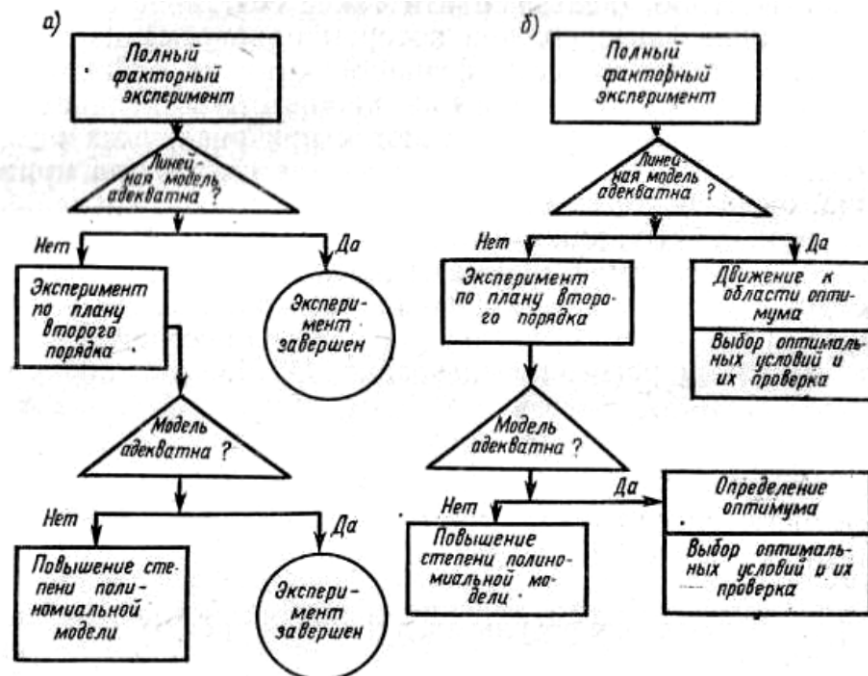 а)
Полный
факторный
эксперимент
Линей-
ная модель
адекватна ?
Нет
Да
Эксперимент
по плану
второго
порядка
Экспери-
мент
завершен
Модель
адекватна ?
Нет
Да
Повышение сте-
пени поли-
номиальной
модели
Экспери-
мент
завершен
б)
Полный
факторный
эксперимент
Линей-
ная модель
адекватна ?
Нет
Да
Эксперимент
по плану второ-
го порядка
Движение к
области опти-
мума
Выбор оптималь-
ных условий и
их проверка
Модель
адекватна ?
Нет
Да
Повышение
степени полино-
миальной мо-
дели
Определение
оптимума
Выбор оптималь-
ных условий и их
проверка